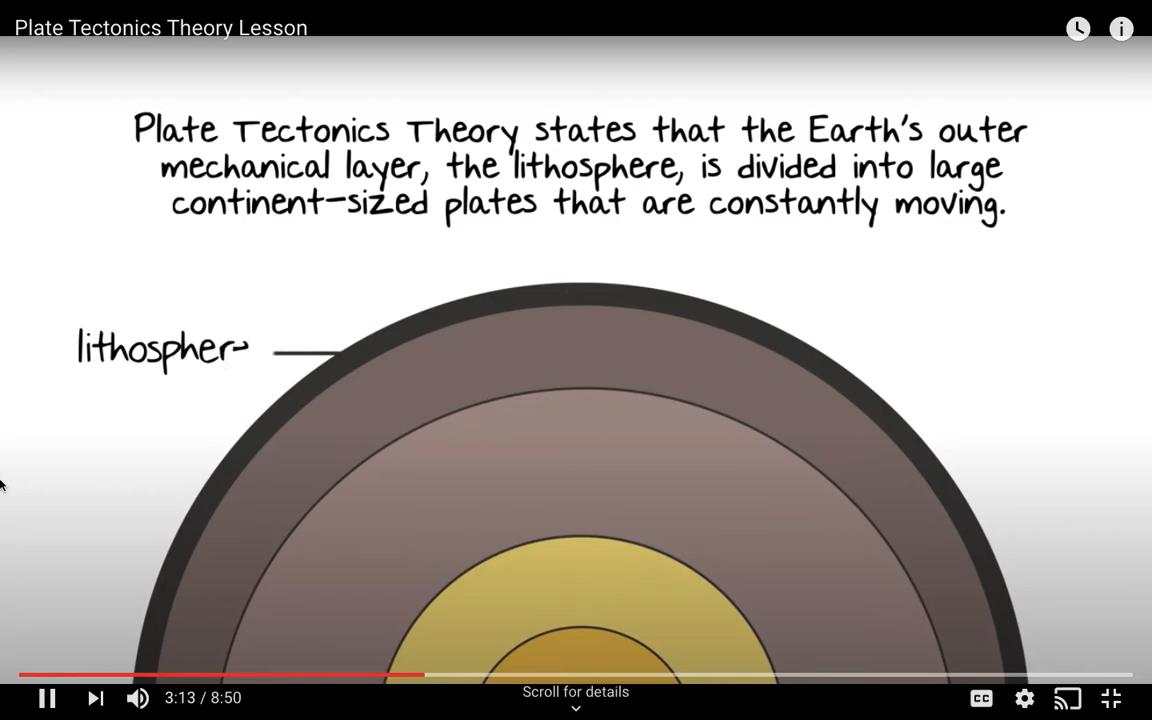 Plate Tectonics Theory Lesson
Plate Tectonics Theory states that the Earth's outer
mechanical layer, the lithosphere, is divided into large
continent-sized plates that are constantly moving.
lithospher
3:13 / 8:50
Scroll for details
CC